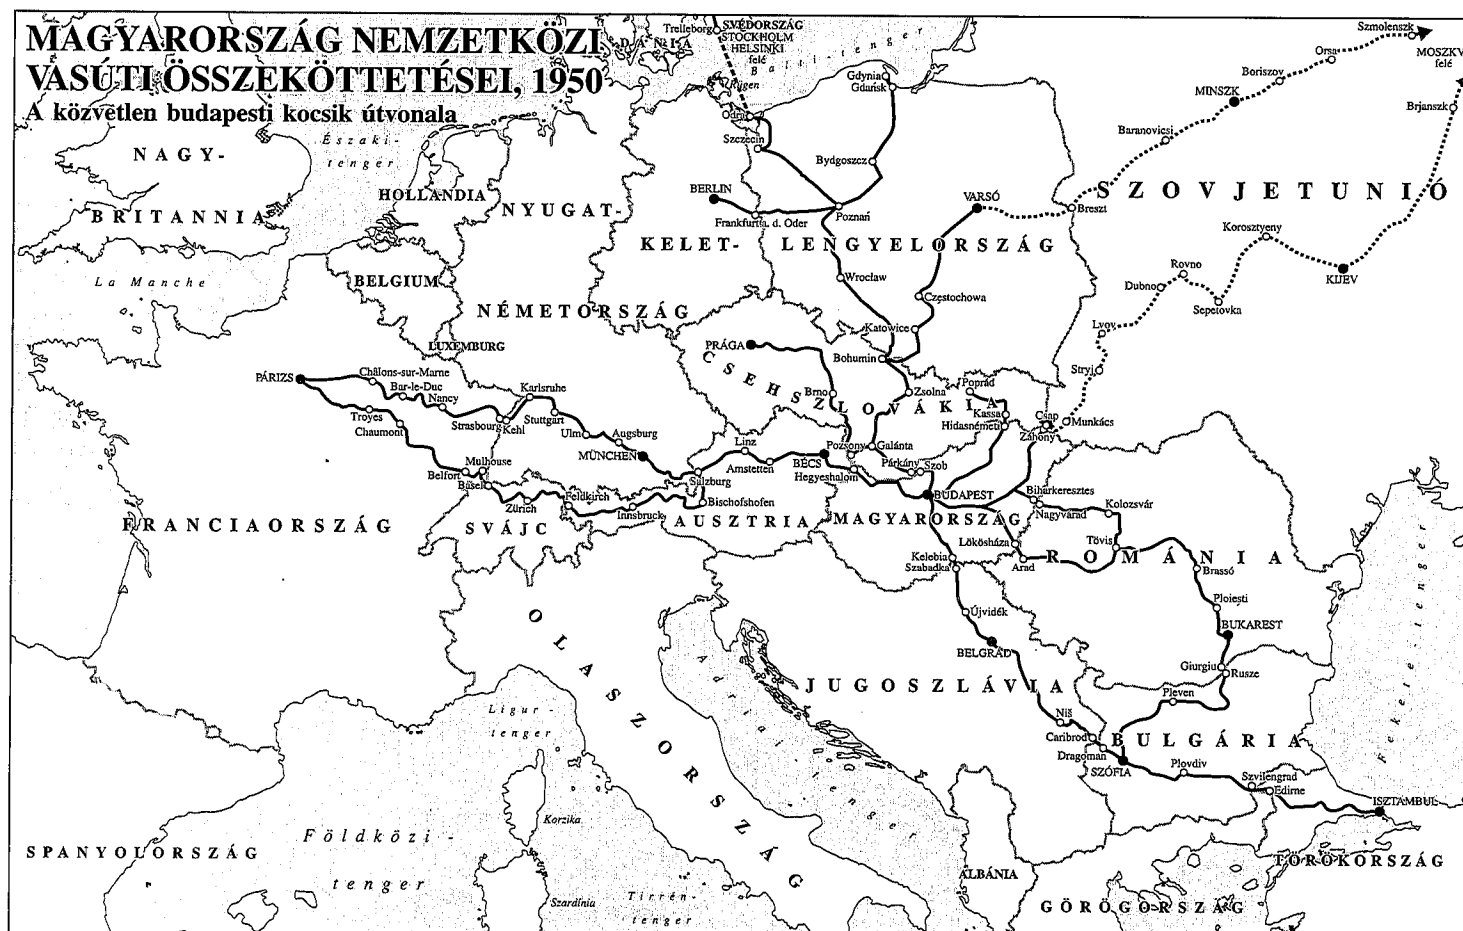 MAGYARORSZÁG NEMZETKÖZI
VASÚTI ÖSSZEKÖTTETÉSEI, 1950
A közvetlen budapesti kocsik útvonala
Trelleborg
SVÉDORSZÁG
STOCKHOLM
HELSINKI
felé
DÁNIA
Balti-tenger
Rügen
Szmolenszk
MOSZKVA
felé
Orsa
Boriszov
MINSZK
Brjanszk
Baranovicsi
Gdynia
Gdańsk
Odra
Szczecin
Bydgoszcz
Északi-
tenger
NAGY-
BRITANNIA
HOLLANDIA
NYUGAT-
BERLIN
Frankfurt a. d. Oder
Poznań
VARSÓ
Breszt
SZOVJETUNIÓ
KELET-
LENGYELORSZÁG
Korosztyeny
KIJEV
Rovno
Dubno
Sepetovka
La Manche
BELGIUM
Wrocław
Częstochowa
NÉMETORSZÁG
Katowice
Lvov
LUXEMBURG
PRÁGA
Bohumin
Stryj
CSEHSZLOVÁKIA
PÁRIZS
Châlons-sur-Marne
Bar-le-Duc
Nancy
Karlsruhe
Strasbourg
Kehl
Stuttgart
Troyes
Chaumont
Ulm
Augsburg
MÜNCHEN
Brno
Zsolna
Poprád
Kassa
Hidasnémeti
Csap
Záhony
Munkács
Linz
Amstetten
BÉCS
Pozsony
Galánta
Hegyeshalom
Párkány
Szob
BUDAPEST
Belfort
Mulhouse
Basel
Zürich
Feldkirch
Innsbruck
Salzburg
Bischofshofen
Biharkeresztes
Nagyvárad
Kolozsvár
FRANCIAORSZÁG
SVÁJC
AUSZTRIA
MAGYARORSZÁG
Lökösháza
Arad
Tövis
ROMÁNIA
Brassó
Kelebia
Szabadka
Újvidék
BELGRÁD
Ploiești
BUKAREST
Giurgiu
Rusze
OLASZORSZÁG
Adriai tenger
JUGOSZLÁVIA
Pleven
Niš
Caribrod
Dragoman
BULGÁRIA
SZÓFIA
Plovdiv
Szvilengrad
Edirne
ISZTAMBUL
Fekete tenger
Ligur-
tenger
Korzika
Földközi-
tenger
SPANYOLORSZÁG
Szardínia
Tirrén-
tenger
ALBÁNIA
GÖRÖGORSZÁG
TÖRÖKORSZÁG